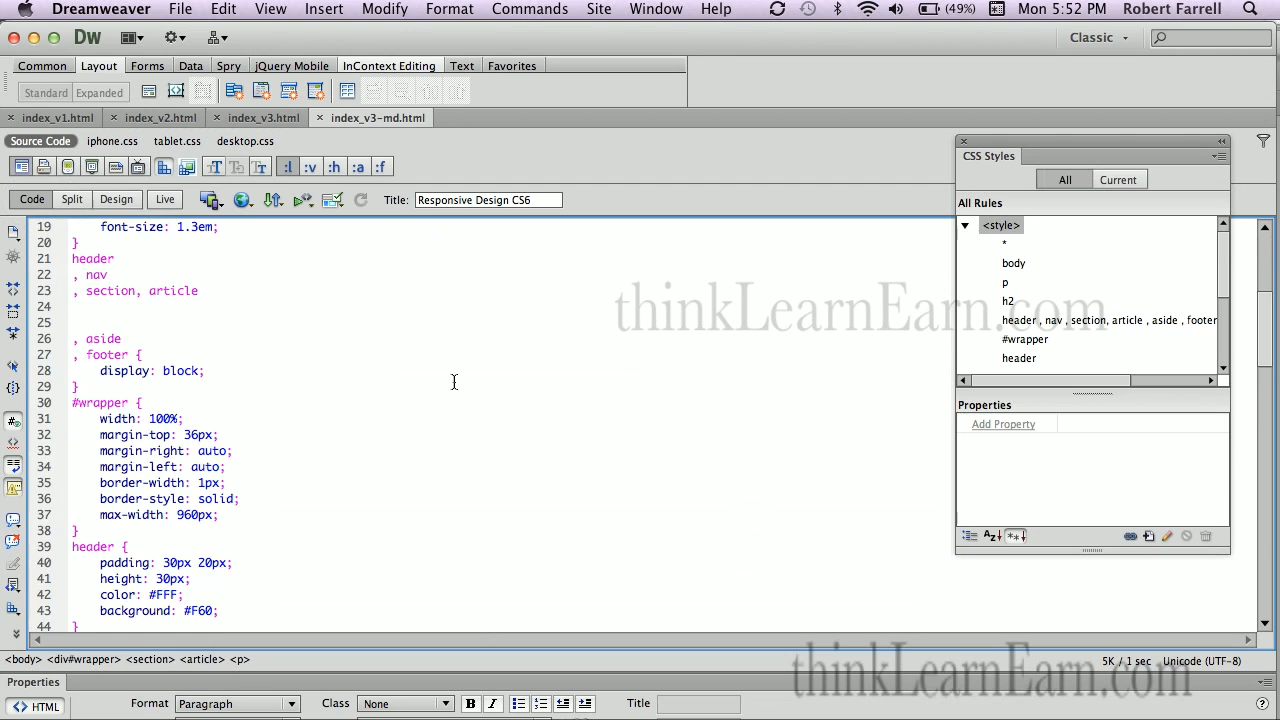 Dreamweaver File Edit View Insert Modify Format Commands Site Window Help (49%) Mon 5:52 PM Robert Farrell
Dw Classic
Common Layout Forms Data Spry jQuery Mobile InContext Editing Text Favorites
Standard Expanded
× index_v1.html × index_v2.html × index_v3.html × index_v3-md.html
Source Code iphone.css tablet.css desktop.css
:l :v :h :a :f
Code Split Design Live Title: Responsive Design CS6
19 font-size: 1.3em;
20 }
21 header
22 , nav
23 , section, article
24
25
26 , aside
27 , footer {
28 display: block;
29 }
30 #wrapper {
31 width: 100%;
32 margin-top: 36px;
33 margin-right: auto;
34 margin-left: auto;
35 border-width: 1px;
36 border-style: solid;
37 max-width: 960px;
38 }
39 header {
40 padding: 30px 20px;
41 height: 30px;
42 color: #FFF;
43 background: #F60;
44 }
CSS Styles
All Current
All Rules
<style>
*
body
p
h2
header , nav , section, article , aside , footer
#wrapper
header
Properties
Add Property
thinkLearnEarn.com
<body> <div#wrapper> <section> <article> <p> 5K / 1 sec Unicode (UTF-8)
thinkLearnEarn.com
Properties
HTML Format Paragraph Class None B I Title